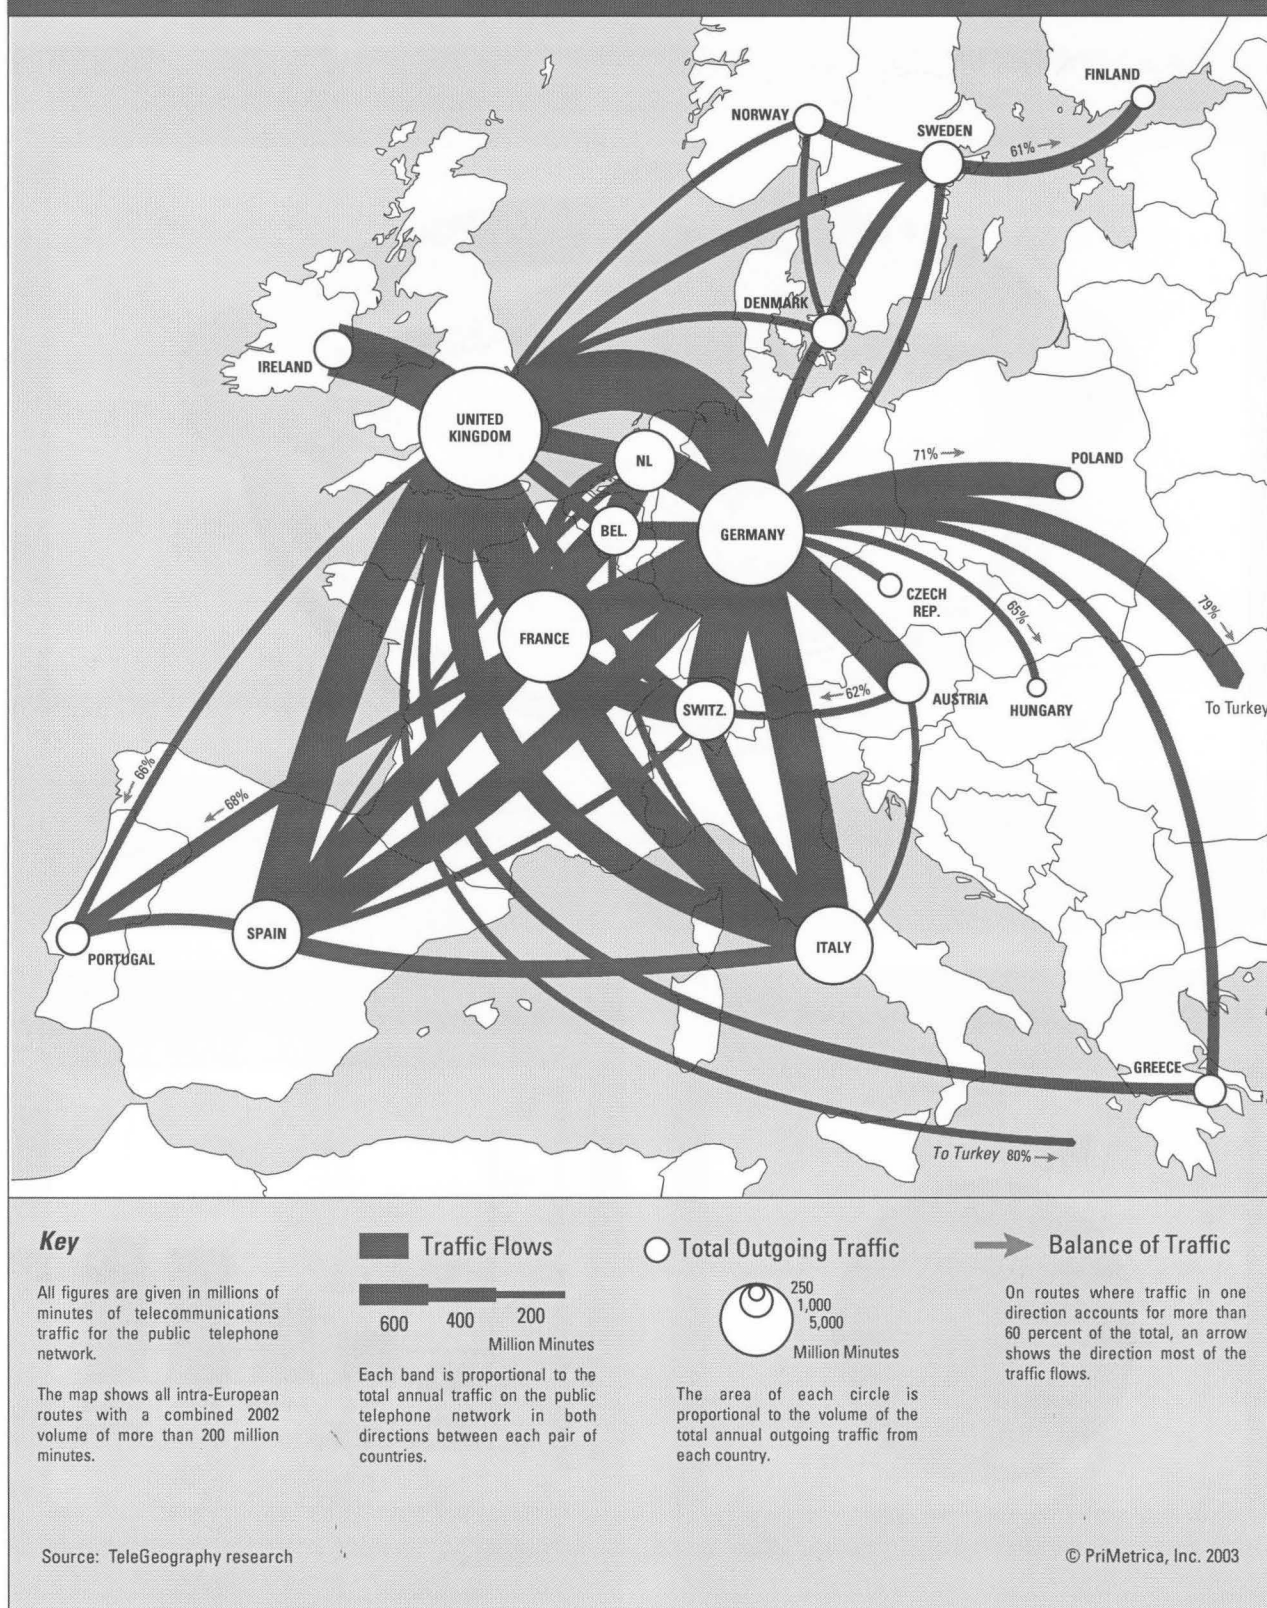 FINLAND
NORWAY
SWEDEN
61%
DENMARK
IRELAND
UNITED
KINGDOM
NL
71%
POLAND
BEL.
GERMANY
CZECH
REP.
65%
79%
FRANCE
62%
SWITZ.
AUSTRIA
HUNGARY
To Turkey
66%
68%
SPAIN
ITALY
PORTUGAL
GREECE
To Turkey 80%
Key
All figures are given in millions of
minutes of telecommunications
traffic for the public telephone
network.
The map shows all intra-European
routes with a combined 2002
volume of more than 200 million
minutes.
Traffic Flows
600 400 200
Million Minutes
Each band is proportional to the
total annual traffic on the public
telephone network in both
directions between each pair of
countries.
Total Outgoing Traffic
250
1,000
5,000
Million Minutes
The area of each circle is
proportional to the volume of the
total annual outgoing traffic from
each country.
Balance of Traffic
On routes where traffic in one
direction accounts for more than
60 percent of the total, an arrow
shows the direction most of the
traffic flows.
Source: TeleGeography research
© PriMetrica, Inc. 2003